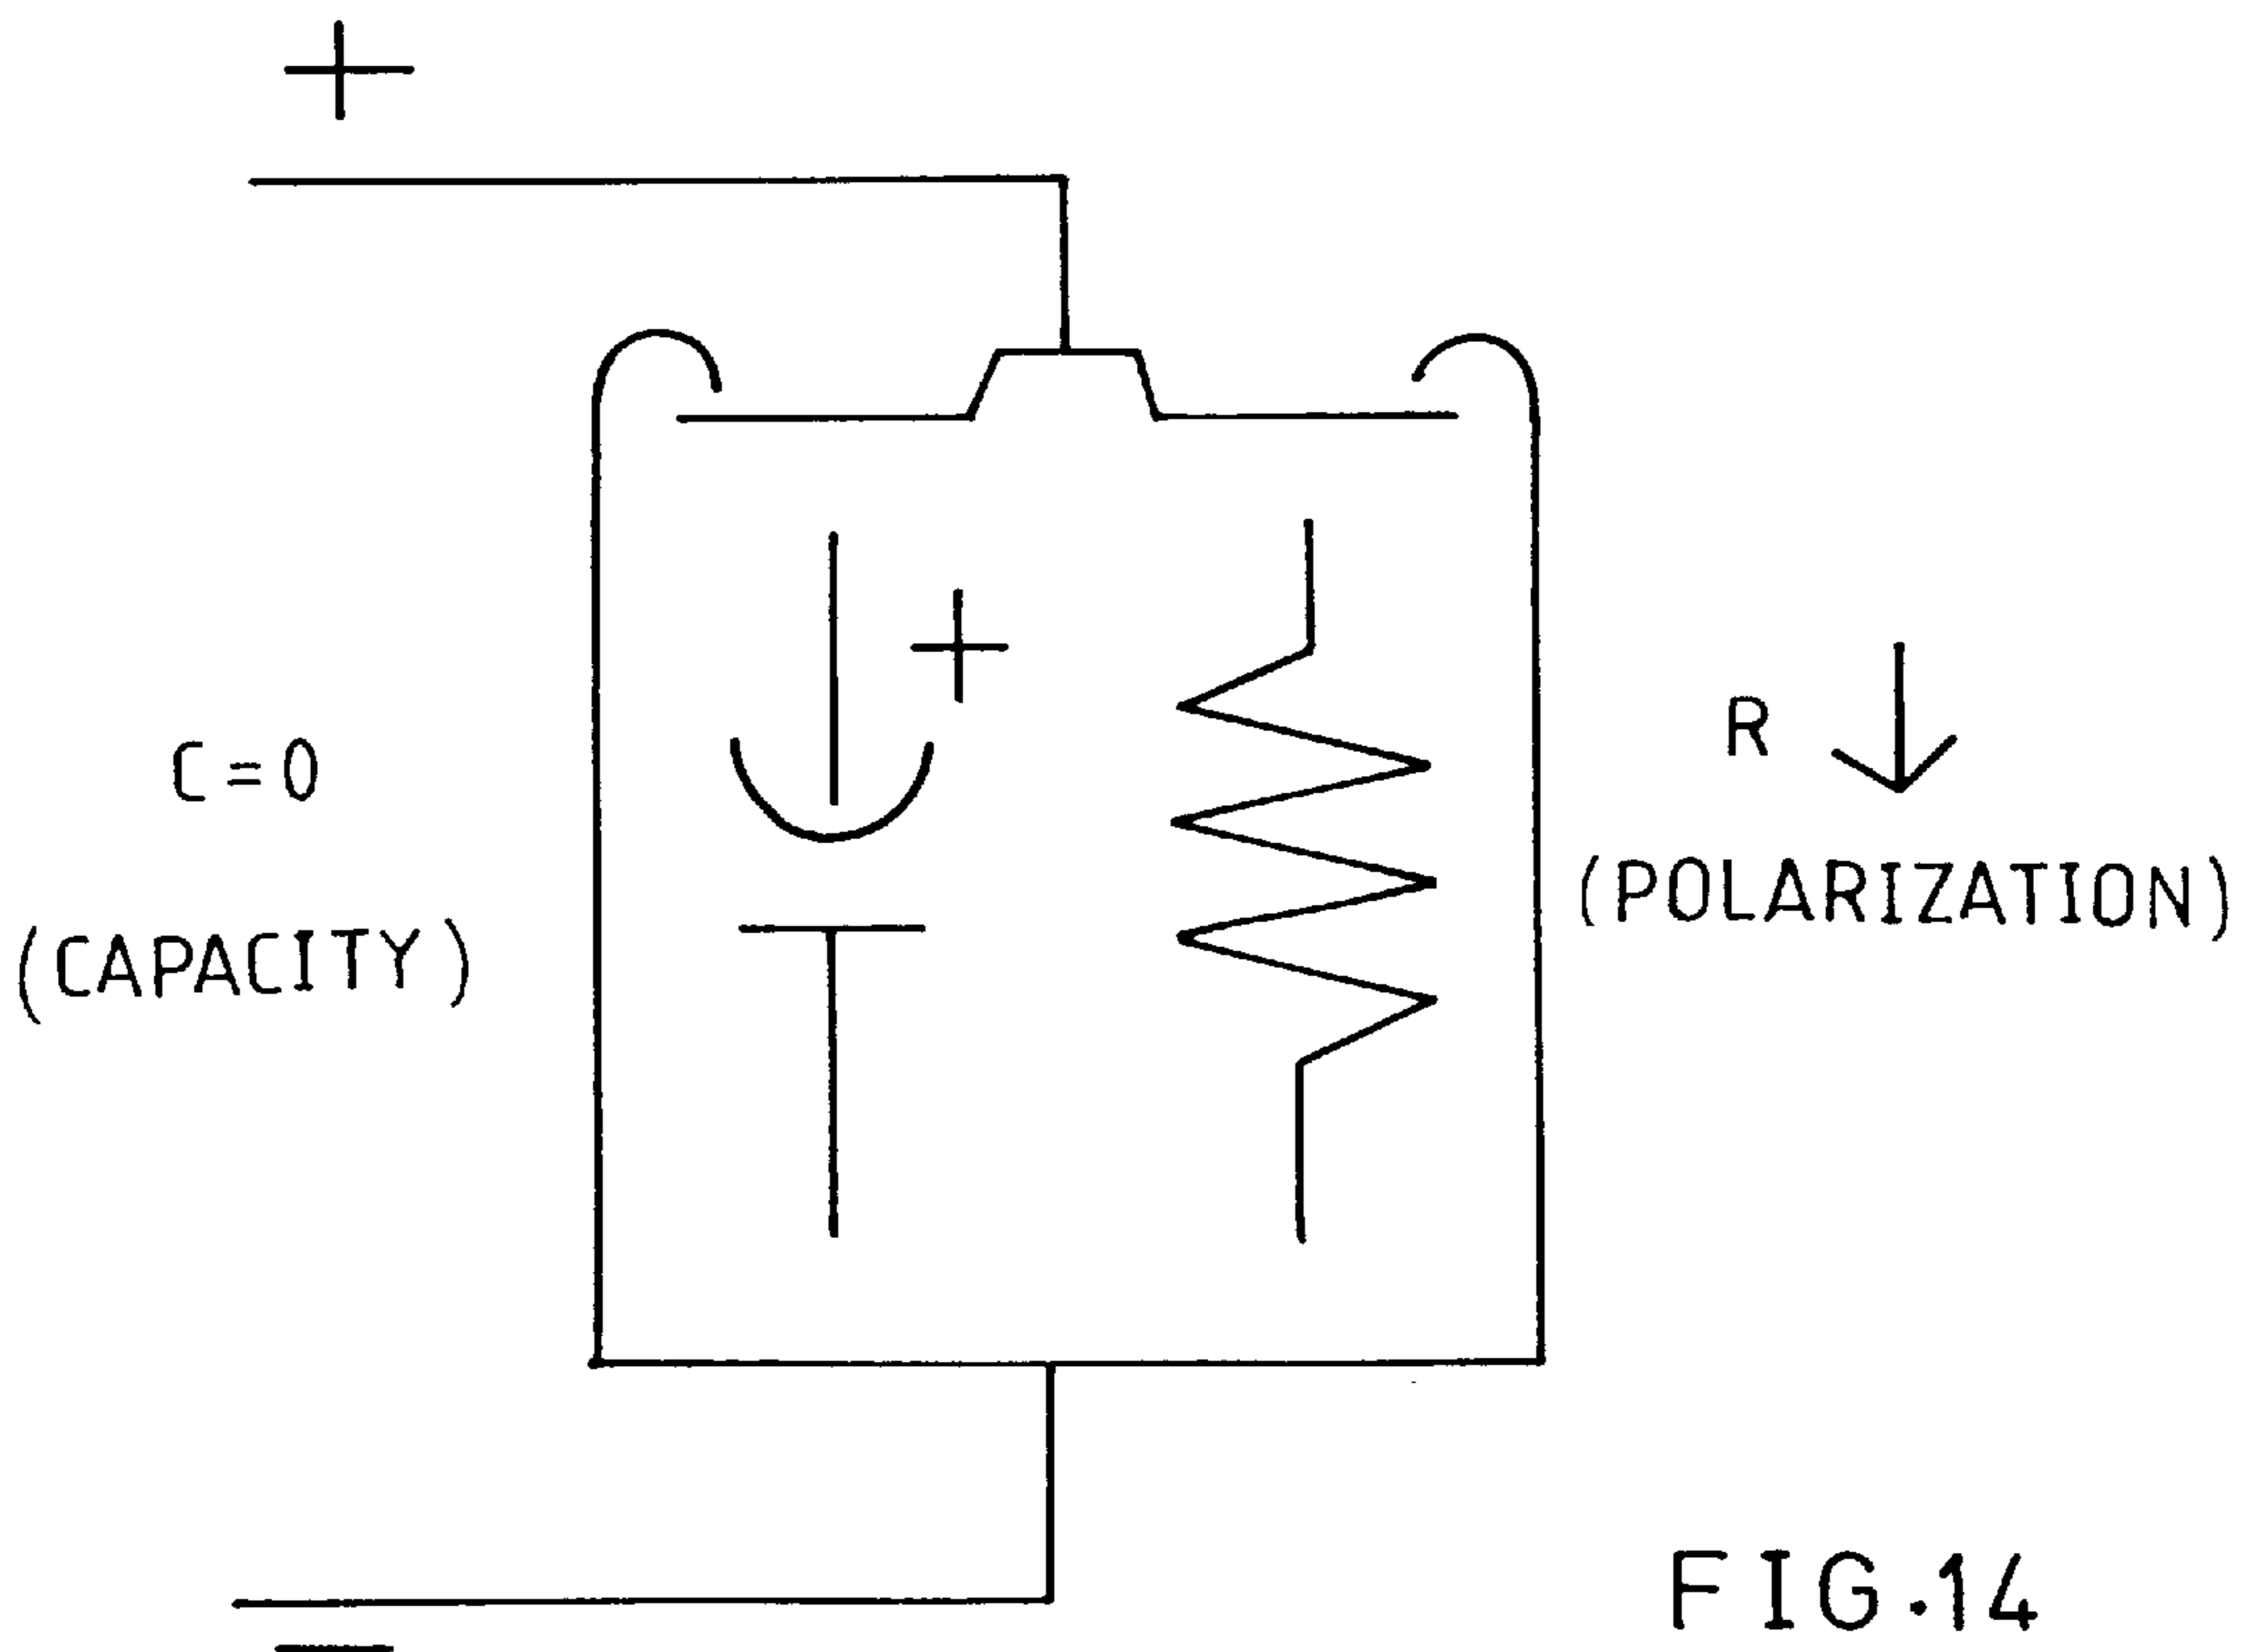 +
+
R ↓
C=0
(POLARIZATION)
(CAPACITY)
FIG.14
−